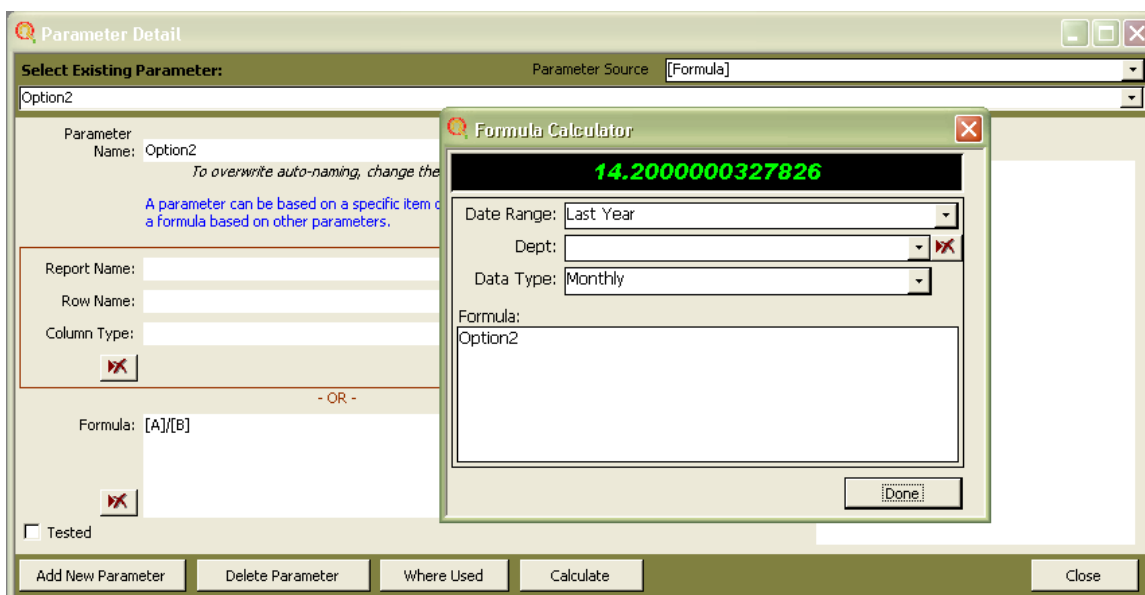 Parameter Detail
Select Existing Parameter: Parameter Source [Formula]
Option2
Parameter
Name: Option2
To overwrite auto-naming, change the
A parameter can be based on a specific item
a formula based on other parameters.
Report Name:
Row Name:
Column Type:
- OR -
Formula: [A]/[B]
Tested
Add New Parameter Delete Parameter Where Used Calculate Close
Formula Calculator
14.2000000327826
Date Range: Last Year
Dept:
Data Type: Monthly
Formula:
Option2
Done